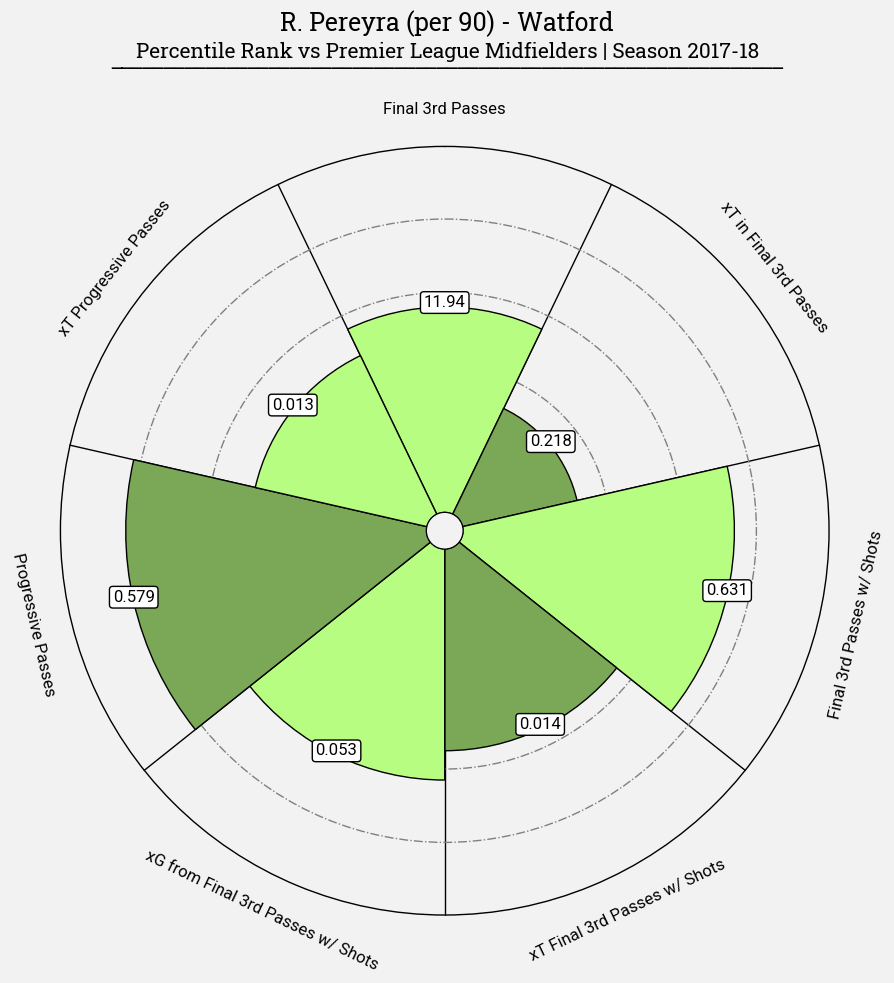 R. Pereyra (per 90) - Watford
Percentile Rank vs Premier League Midfielders | Season 2017-18
Final 3rd Passes
xT Progressive Passes
xT in Final 3rd Passes
11.94
0.013
0.218
Progressive Passes
Final 3rd Passes w/ Shots
0.579
0.631
0.053
0.014
xG from Final 3rd Passes w/ Shots
xT Final 3rd Passes w/ Shots